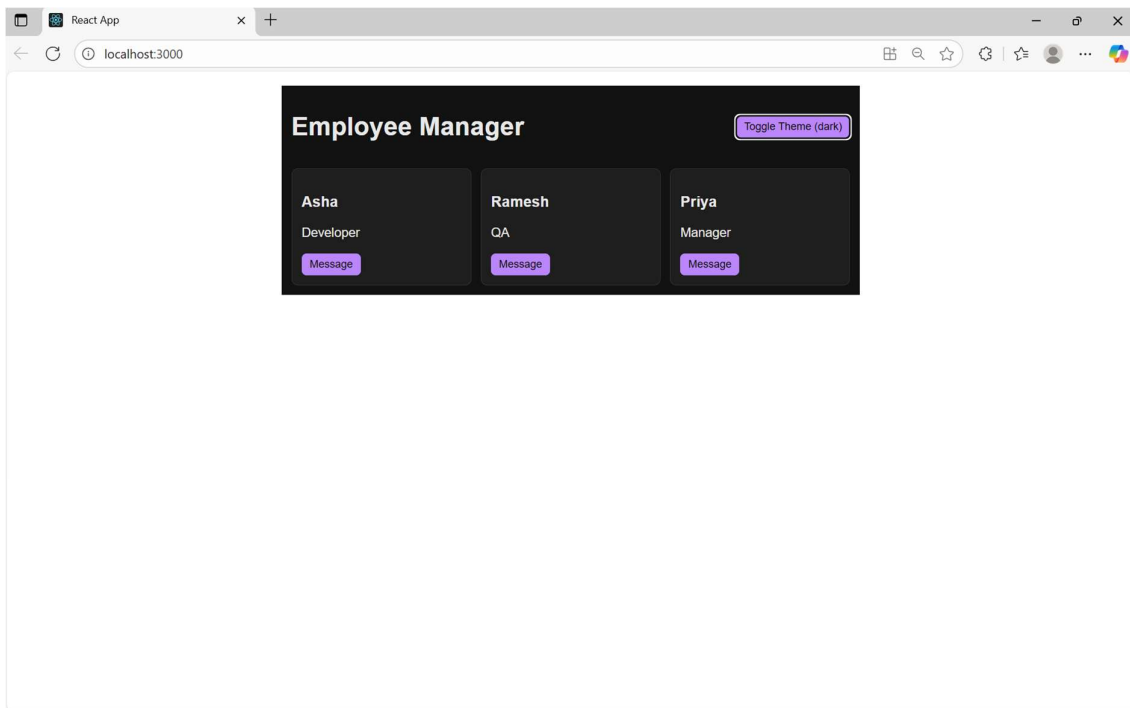 React App
localhost:3000
Employee Manager
Toggle Theme (dark)
Asha
Developer
Message
Ramesh
QA
Message
Priya
Manager
Message